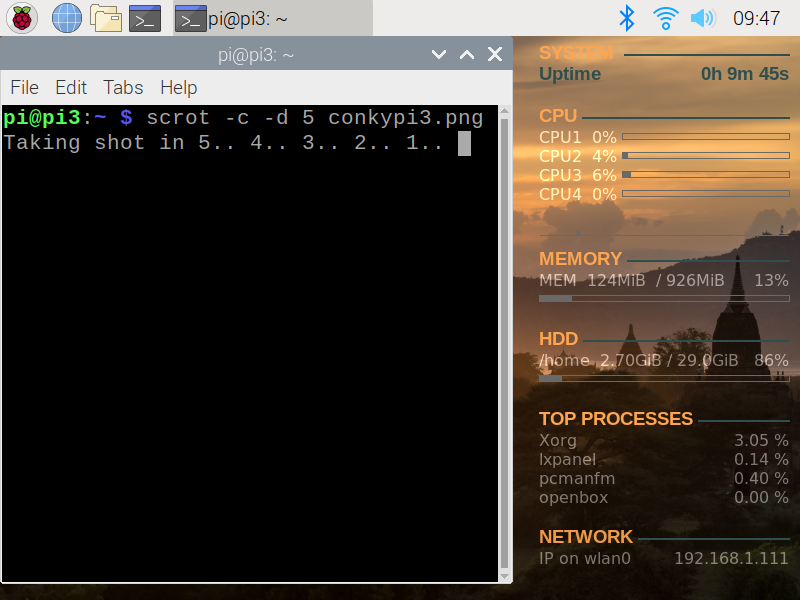 pi@pi3: ~
09:47
pi@pi3: ~
File Edit Tabs Help
pi@pi3:~ $ scrot -c -d 5 conkypi3.png
Taking shot in 5.. 4.. 3.. 2.. 1..
SYSTEM
Uptime 0h 9m 45s
CPU
CPU1 0%
CPU2 4%
CPU3 6%
CPU4 0%
MEMORY
MEM 124MiB / 926MiB 13%
HDD
/home 2.70GiB / 29.0GiB 86%
TOP PROCESSES
Xorg 3.05 %
lxpanel 0.14 %
pcmanfm 0.40 %
openbox 0.00 %
NETWORK
IP on wlan0 192.168.1.111